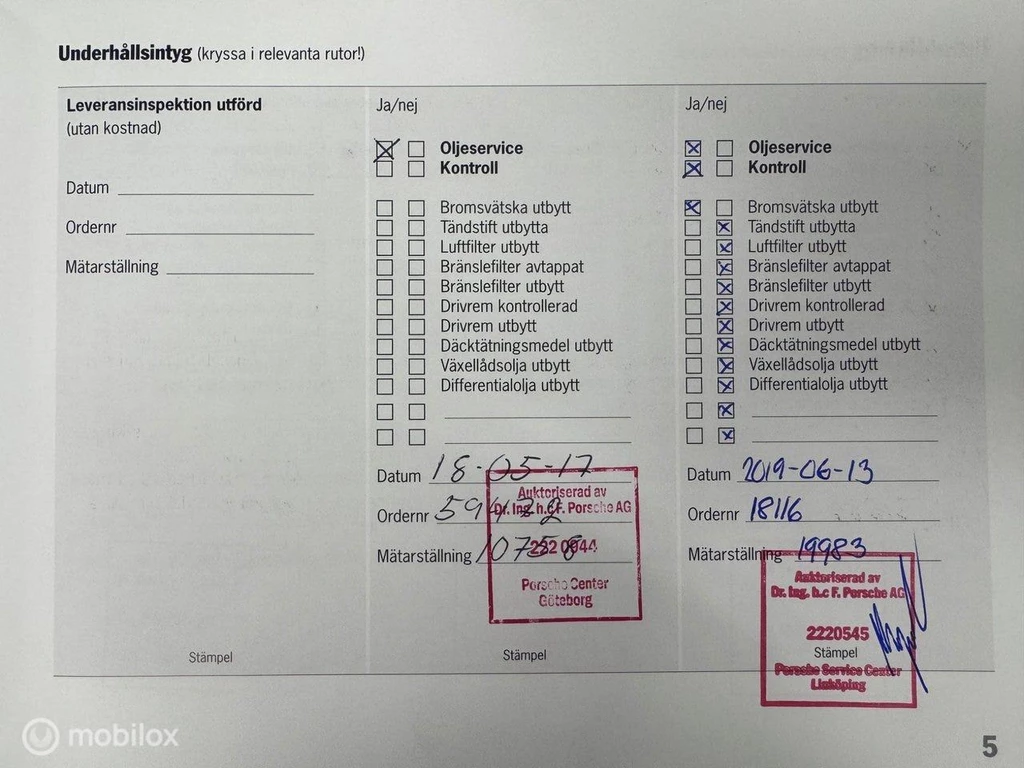 Underhållsintyg (kryssa i relevanta rutor!)
Leveransinspektion utförd
(utan kostnad)
Datum
Ordernr
Mätarställning
Stämpel
Ja/nej
Oljeservice
Kontroll
Bromsvätska utbytt
Tändstift utbytta
Luftfilter utbytt
Bränslefilter avtappat
Bränslefilter utbytt
Drivrem kontrollerad
Drivrem utbytt
Däcktätningsmedel utbytt
Växellådsolja utbytt
Differentialolja utbytt
Datum 18-05-17
Auktoriserad av
Ordernr
Dr. Ing. h.c F. Porsche AG
Mätarställning 10758
222 0944
Porsche Center
Göteborg
Stämpel
Ja/nej
Oljeservice
Kontroll
Bromsvätska utbytt
Tändstift utbytta
Luftfilter utbytt
Bränslefilter avtappat
Bränslefilter utbytt
Drivrem kontrollerad
Drivrem utbytt
Däcktätningsmedel utbytt
Växellådsolja utbytt
Differentialolja utbytt
Datum 2019-06-13
Ordernr 18116
Mätarställning 19983
Auktoriserad av
Dr. Ing. h.c F. Porsche AG
2220545
Stämpel
Porsche Service Center
Linköping
mobilox
5